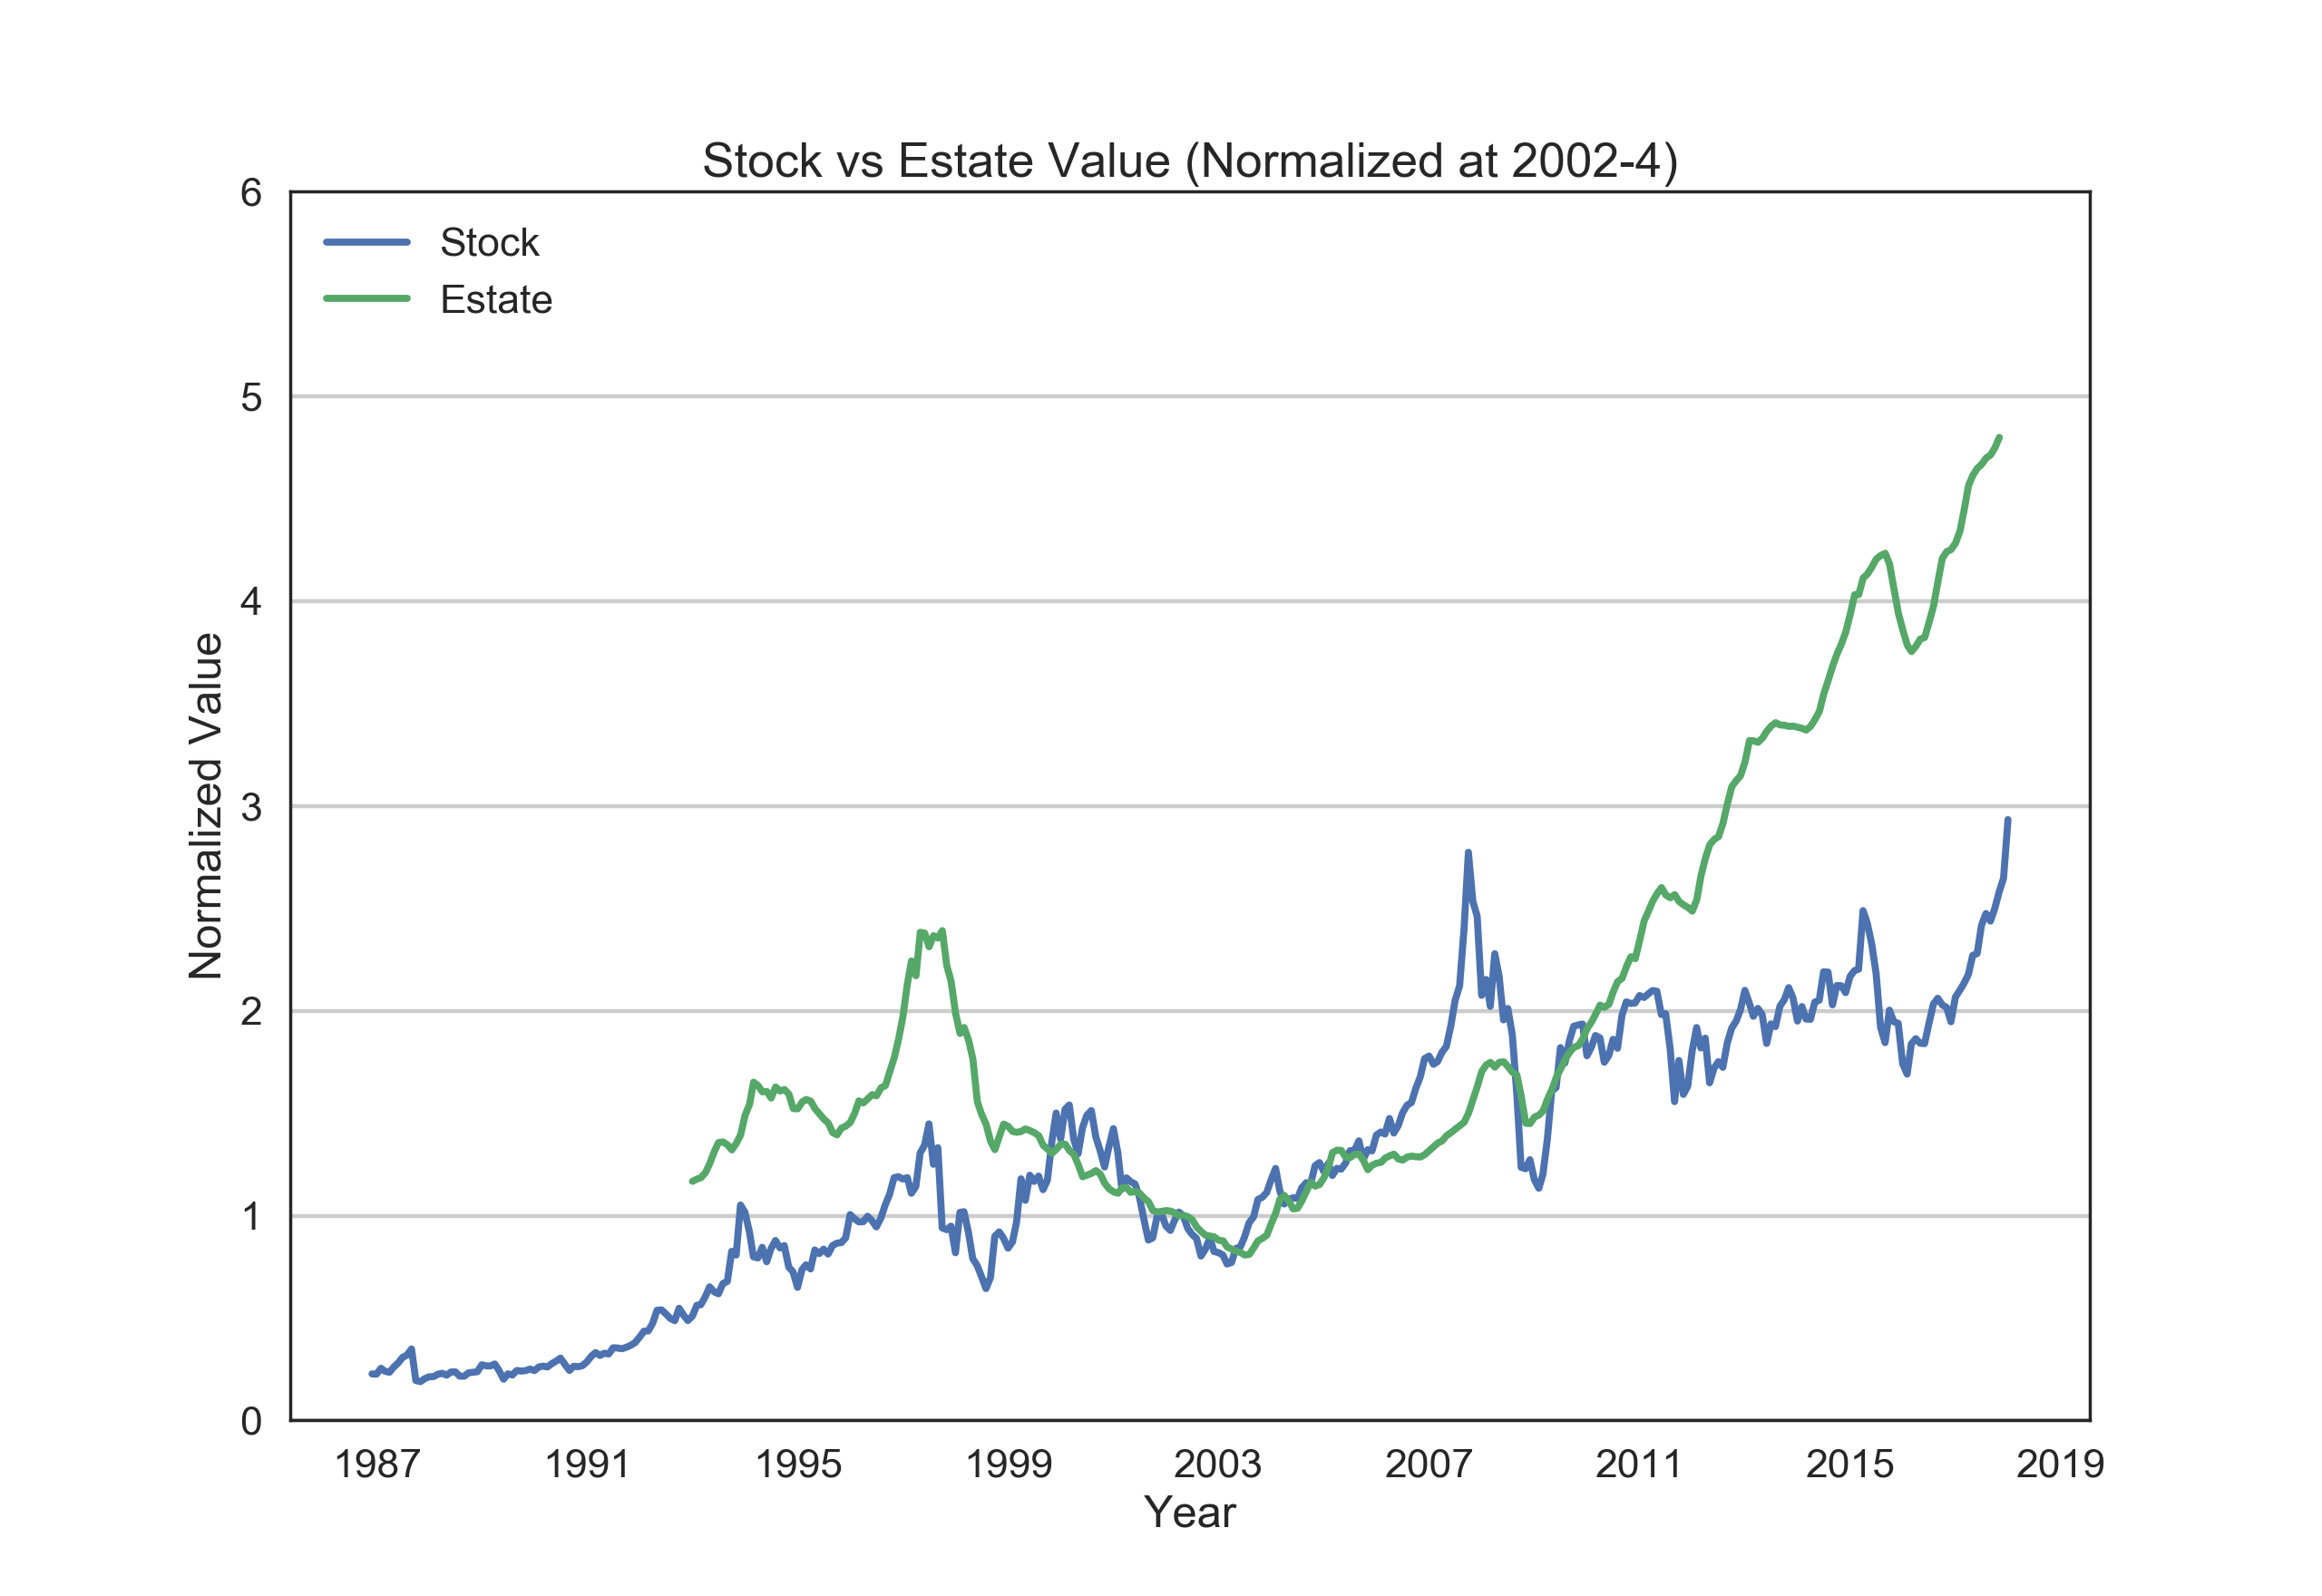 Stock vs Estate Value (Normalized at 2002-4)
6
Stock
Estate
5
4
3
2
1
0
Normalized Value
1987 1991 1995 1999 2003 2007 2011 2015 2019
Year